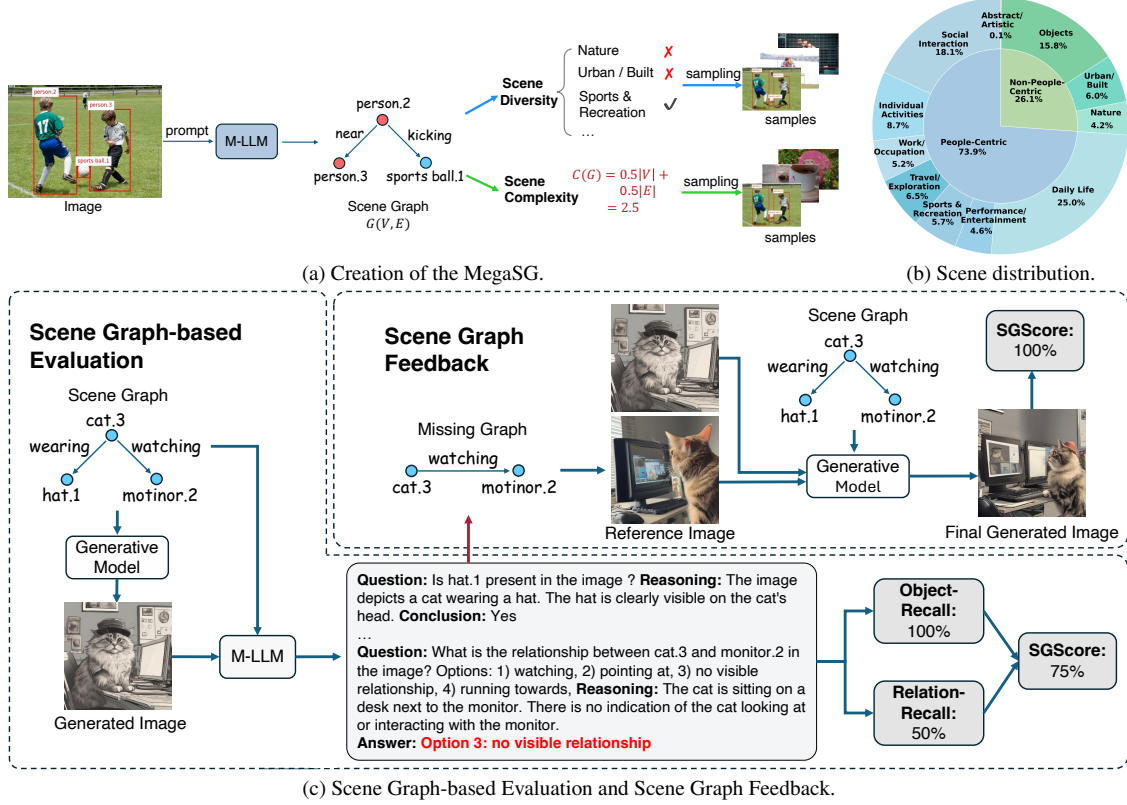 person.2
person.3
17
sports ball.1
Image
prompt
M-LLM
person.2
near
kicking
person.3
sports ball.1
Scene Graph
G(V, E)
Scene
Diversity
Nature ✗
Urban / Built ✗
Sports &
Recreation ✓
...
sampling
samples
Scene
Complexity
C(G) = 0.5|V| +
0.5|E|
= 2.5
sampling
samples
(a) Creation of the MegaSG.
Abstract/
Artistic
0.1%
Objects
15.8%
Urban/
Built
6.0%
Nature
4.2%
Non-People-
Centric
26.1%
Social
Interaction
18.1%
Individual
Activities
8.7%
Work/
Occupation
5.2%
Travel/
Exploration
6.5%
Sports &
Recreation
5.7%
Performance/
Entertainment
4.6%
Daily Life
25.0%
People-Centric
73.9%
(b) Scene distribution.
Scene Graph-based
Evaluation
Scene Graph
cat.3
wearing
watching
hat.1
motinor.2
Generative
Model
Generated Image
M-LLM
Scene Graph
Feedback
Missing Graph
watching
cat.3
motinor.2
Reference Image
Scene Graph
cat.3
wearing
watching
hat.1
motinor.2
Generative
Model
Final Generated Image
SGScore:
100%
Question: Is hat.1 present in the image ? Reasoning: The image
depicts a cat wearing a hat. The hat is clearly visible on the cat's
head. Conclusion: Yes
...
Question: What is the relationship between cat.3 and monitor.2 in
the image? Options: 1) watching, 2) pointing at, 3) no visible
relationship, 4) running towards, Reasoning: The cat is sitting on a
desk next to the monitor. There is no indication of the cat looking at
or interacting with the monitor.
Answer: Option 3: no visible relationship
Object-
Recall:
100%
Relation-
Recall:
50%
SGScore:
75%
(c) Scene Graph-based Evaluation and Scene Graph Feedback.